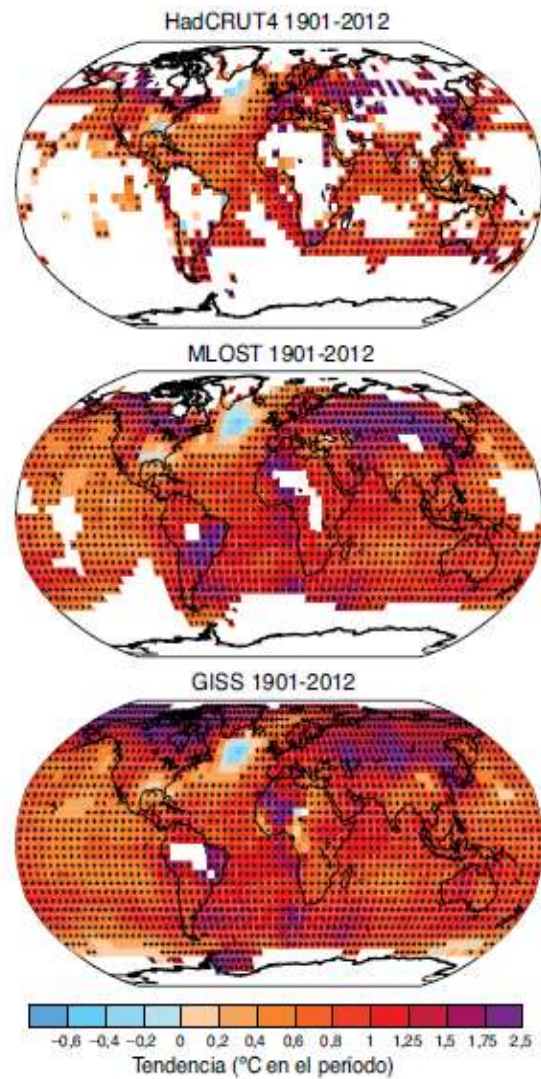 HadCRUT4 1901-2012
MLOST 1901-2012
GISS 1901-2012
−0,6 −0,4 −0,2 0 0,2 0,4 0,6 0,8 1 1,25 1,5 1,75 2,5
Tendencia (°C en el período)